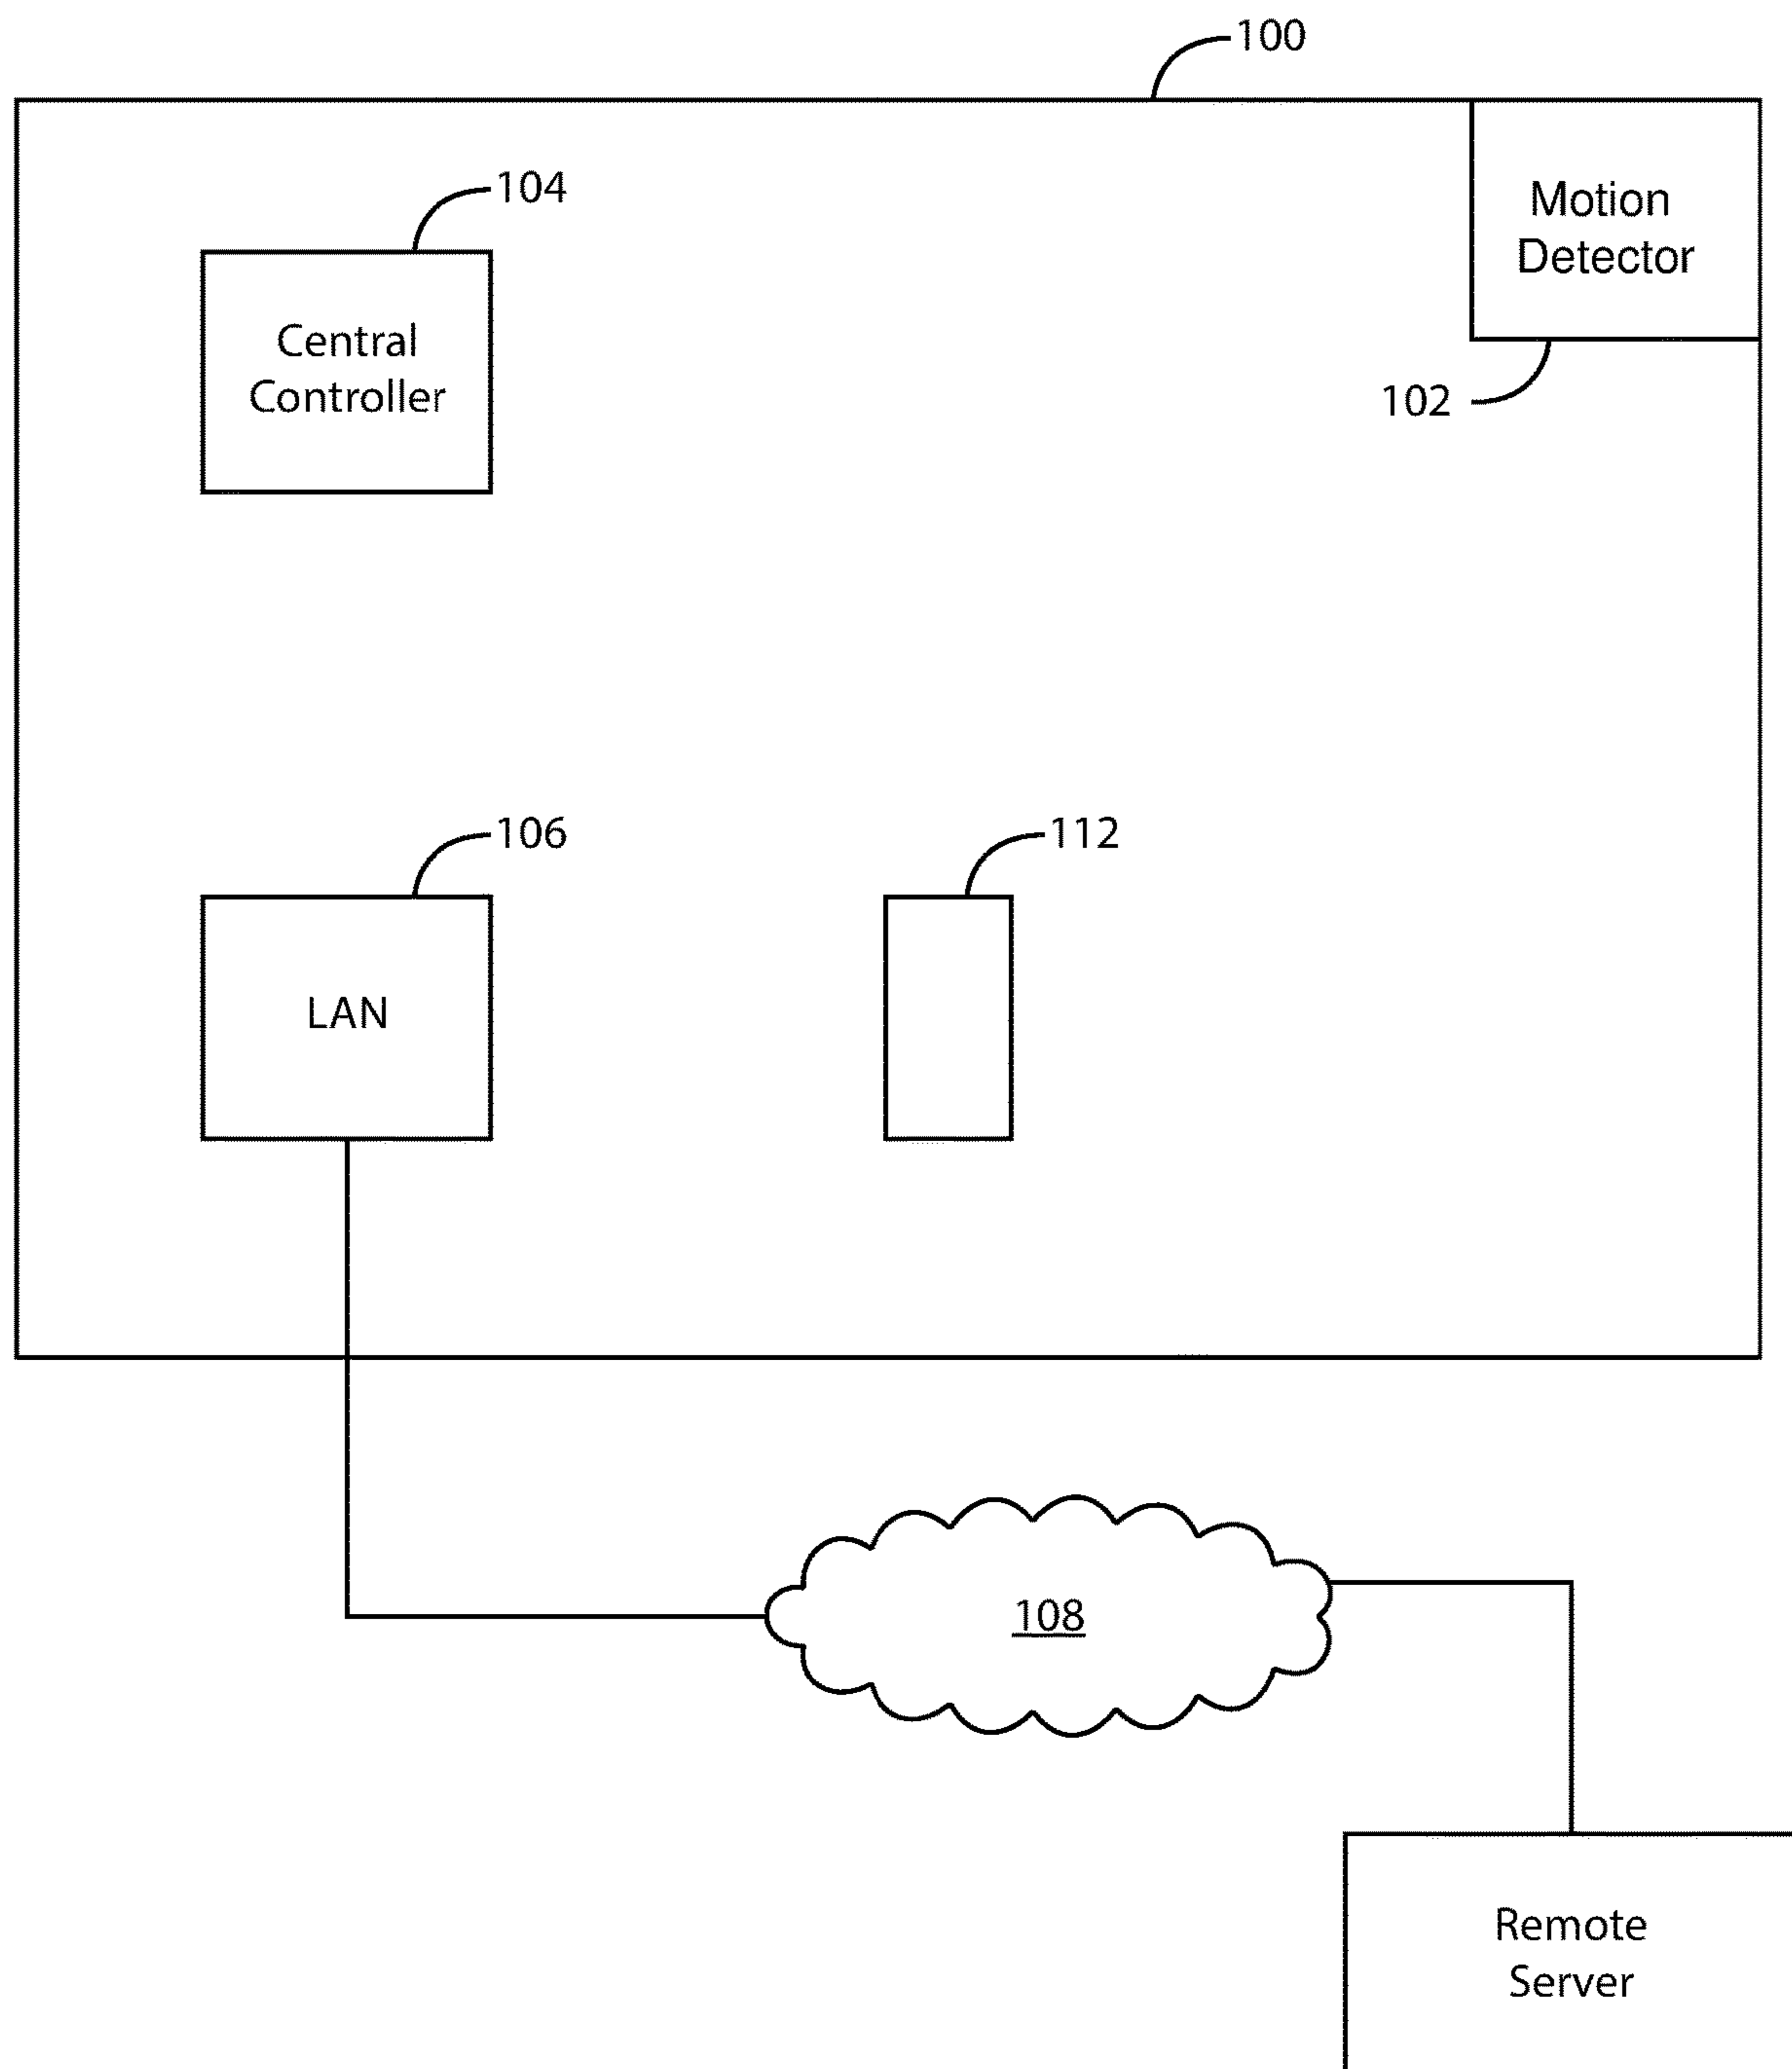 100
104
Motion
Detector
Central
Controller
102
106
112
LAN
108
Remote
Server